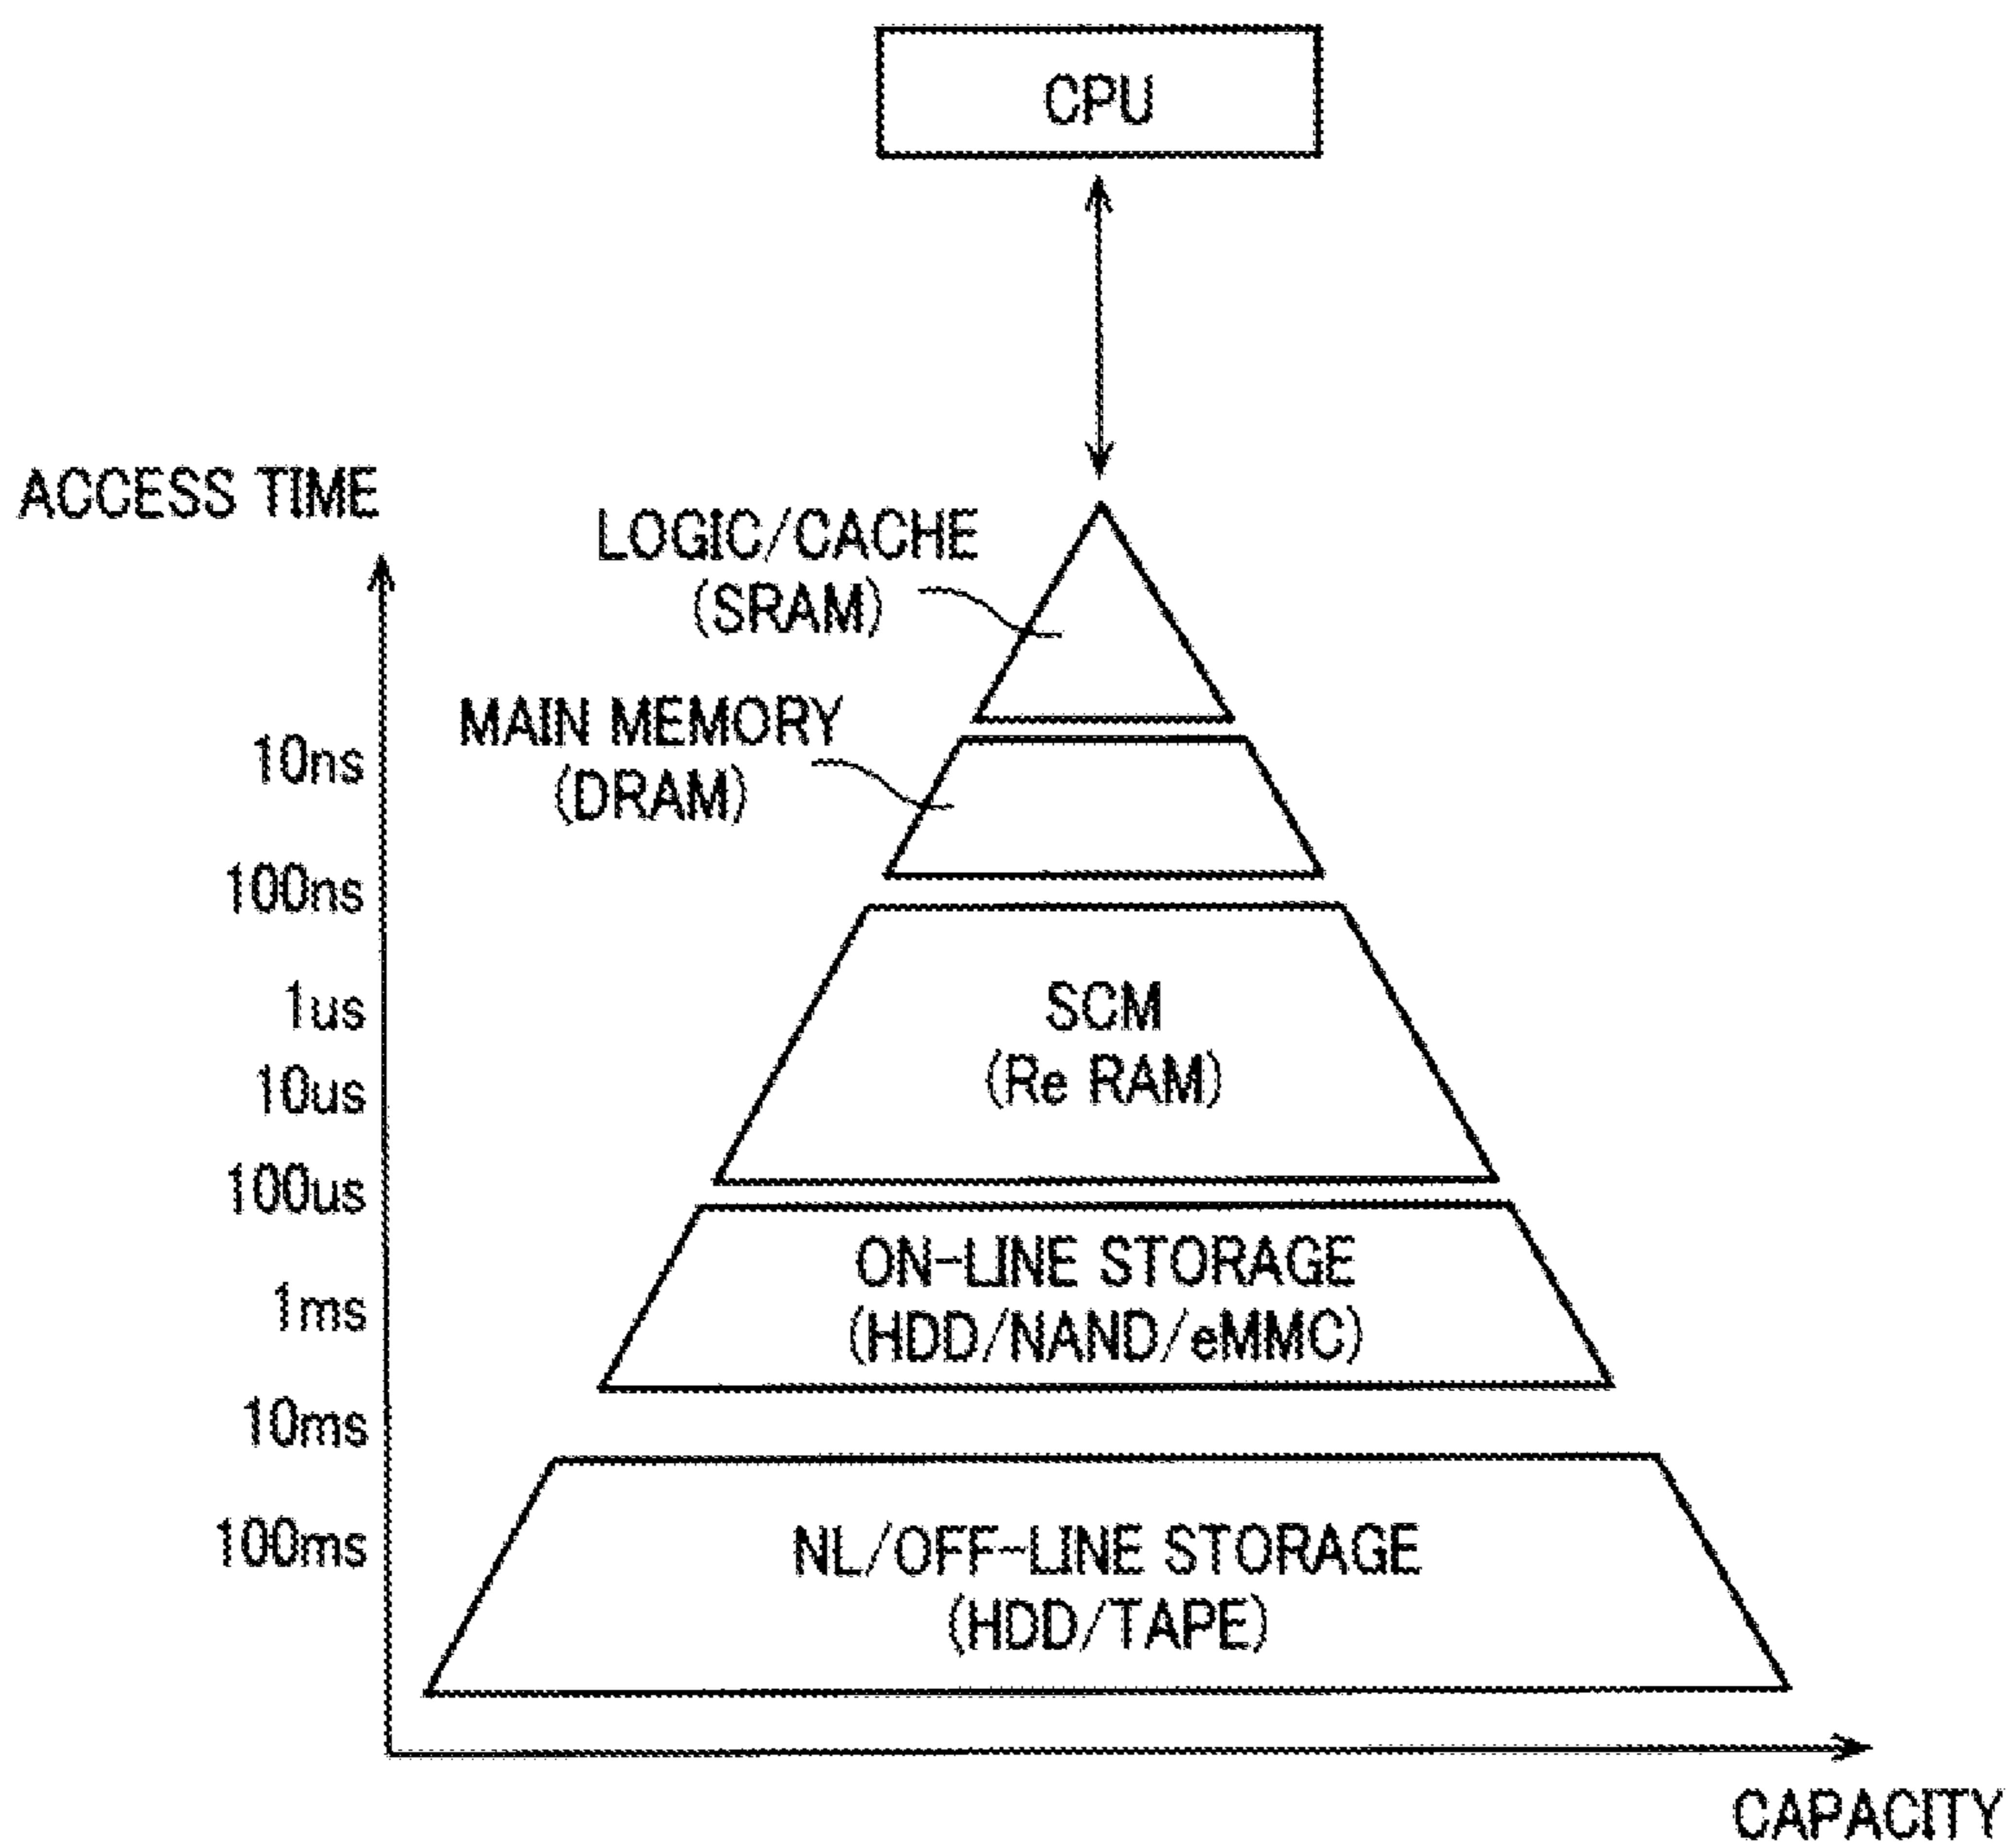 CPU
ACCESS TIME
LOGIC/CACHE
(SRAM)
MAIN MEMORY
(DRAM)
10ns
100ns
1us
10us
100us
1ms
10ms
100ms
SCM
(Re RAM)
ON-LINE STORAGE
(HDD/NAND/eMMC)
NL/OFF-LINE STORAGE
(HDD/TAPE)
CAPACITY